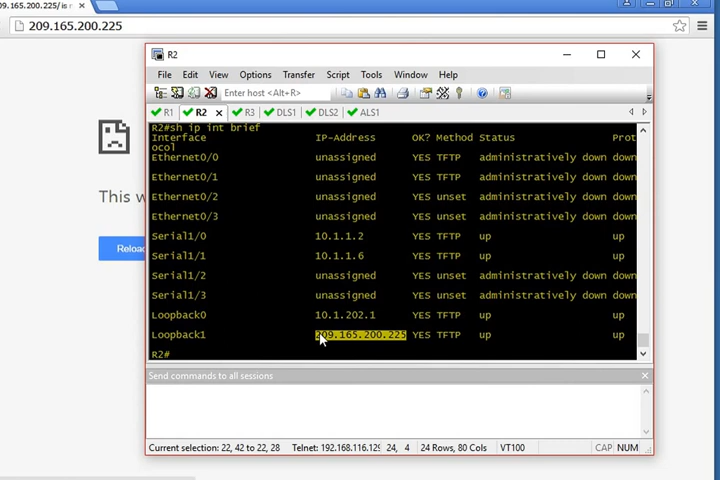 09.165.200.225/ is r
209.165.200.225
R2
File Edit View Options Transfer Script Tools Window Help
Enter host <Alt+R>
R1 R2 R3 DLS1 DLS2 ALS1
R2#sh ip int brief
Interface IP-Address OK? Method Status Prot
ocol
Ethernet0/0 unassigned YES TFTP administratively down down
Ethernet0/1 unassigned YES TFTP administratively down down
Ethernet0/2 unassigned YES unset administratively down down
Ethernet0/3 unassigned YES unset administratively down down
Serial1/0 10.1.1.2 YES TFTP up up
Serial1/1 10.1.1.6 YES TFTP up up
Serial1/2 unassigned YES unset administratively down down
Serial1/3 unassigned YES unset administratively down down
Loopback0 10.1.202.1 YES TFTP up up
Loopback1 209.165.200.225 YES TFTP up up
R2#
This w
Reload
Send commands to all sessions
Current selection: 22, 42 to 22, 28 Telnet: 192.168.116.129 24, 4 24 Rows, 80 Cols VT100 CAP NUM